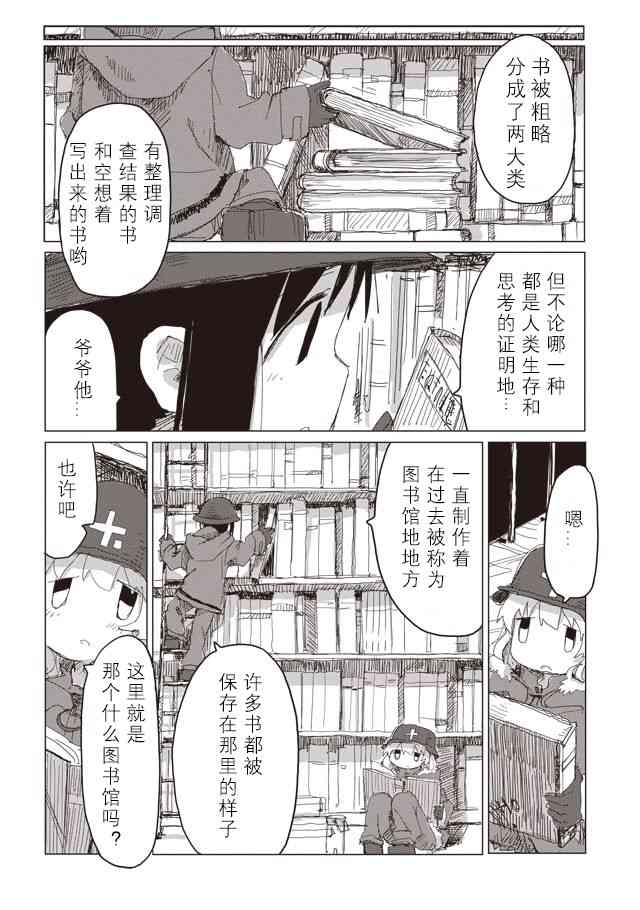 书被粗略
分成了两大类
有整理调
查结果的书
和空想着
写出来的书哟
但不论哪一种
都是人类生存和
思考的证明地…
爷爷他…
嗯…
一直制作着
在过去被称为
图书馆地地方
许多书都被
保存在那里的样子
也许吧
这里就是
那个什么图书馆吗？